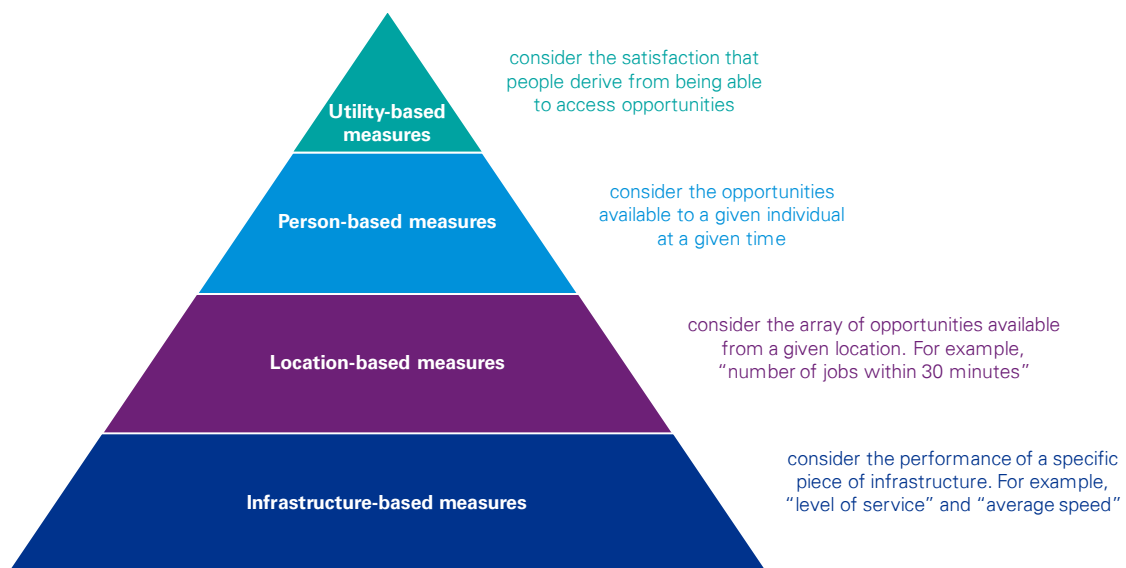 Utility-based
measures
consider the satisfaction that
people derive from being able
to access opportunities
Person-based measures
consider the opportunities
available to a given individual
at a given time
Location-based measures
consider the array of opportunities available
from a given location. For example,
“number of jobs within 30 minutes”
Infrastructure-based measures
consider the performance of a specific
piece of infrastructure. For example,
“level of service” and “average speed”